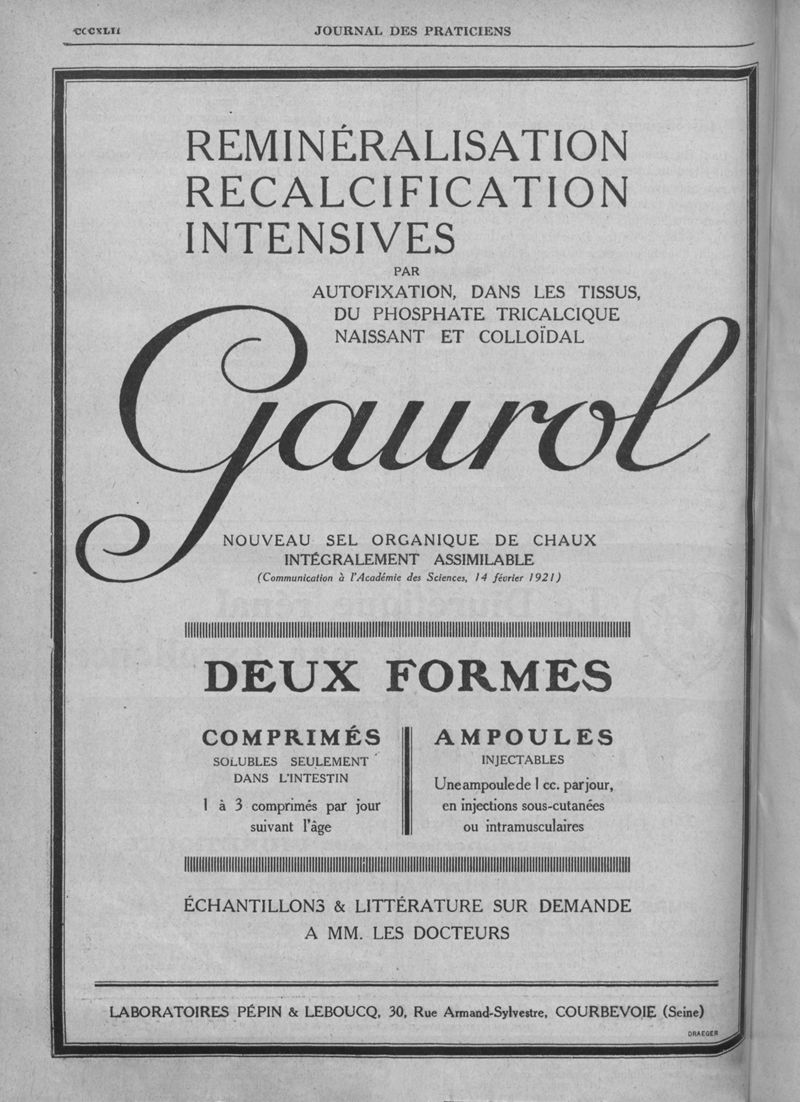 CCCXLII
JOURNAL DES PRATICIENS
REMINÉRALISATION
RECALCIFICATION
INTENSIVES
PAR
AUTOFIXATION, DANS LES TISSUS,
DU PHOSPHATE TRICALCIQUE
NAISSANT ET COLLOÏDAL
Gaurol
NOUVEAU SEL ORGANIQUE DE CHAUX
INTÉGRALEMENT ASSIMILABLE
(Communication à l'Académie des Sciences, 14 février 1921)
DEUX FORMES
COMPRIMÉS
SOLUBLES SEULEMENT
DANS L'INTESTIN
1 à 3 comprimés par jour
suivant l'âge
AMPOULES
INJECTABLES
Une ampoule de 1 cc. par jour,
en injections sous-cutanées
ou intramusculaires
ÉCHANTILLONS & LITTÉRATURE SUR DEMANDE
A MM. LES DOCTEURS
LABORATOIRES PÉPIN & LEBOUCQ, 30, Rue Armand-Sylvestre, COURBEVOIE (Seine)
DRAEGER